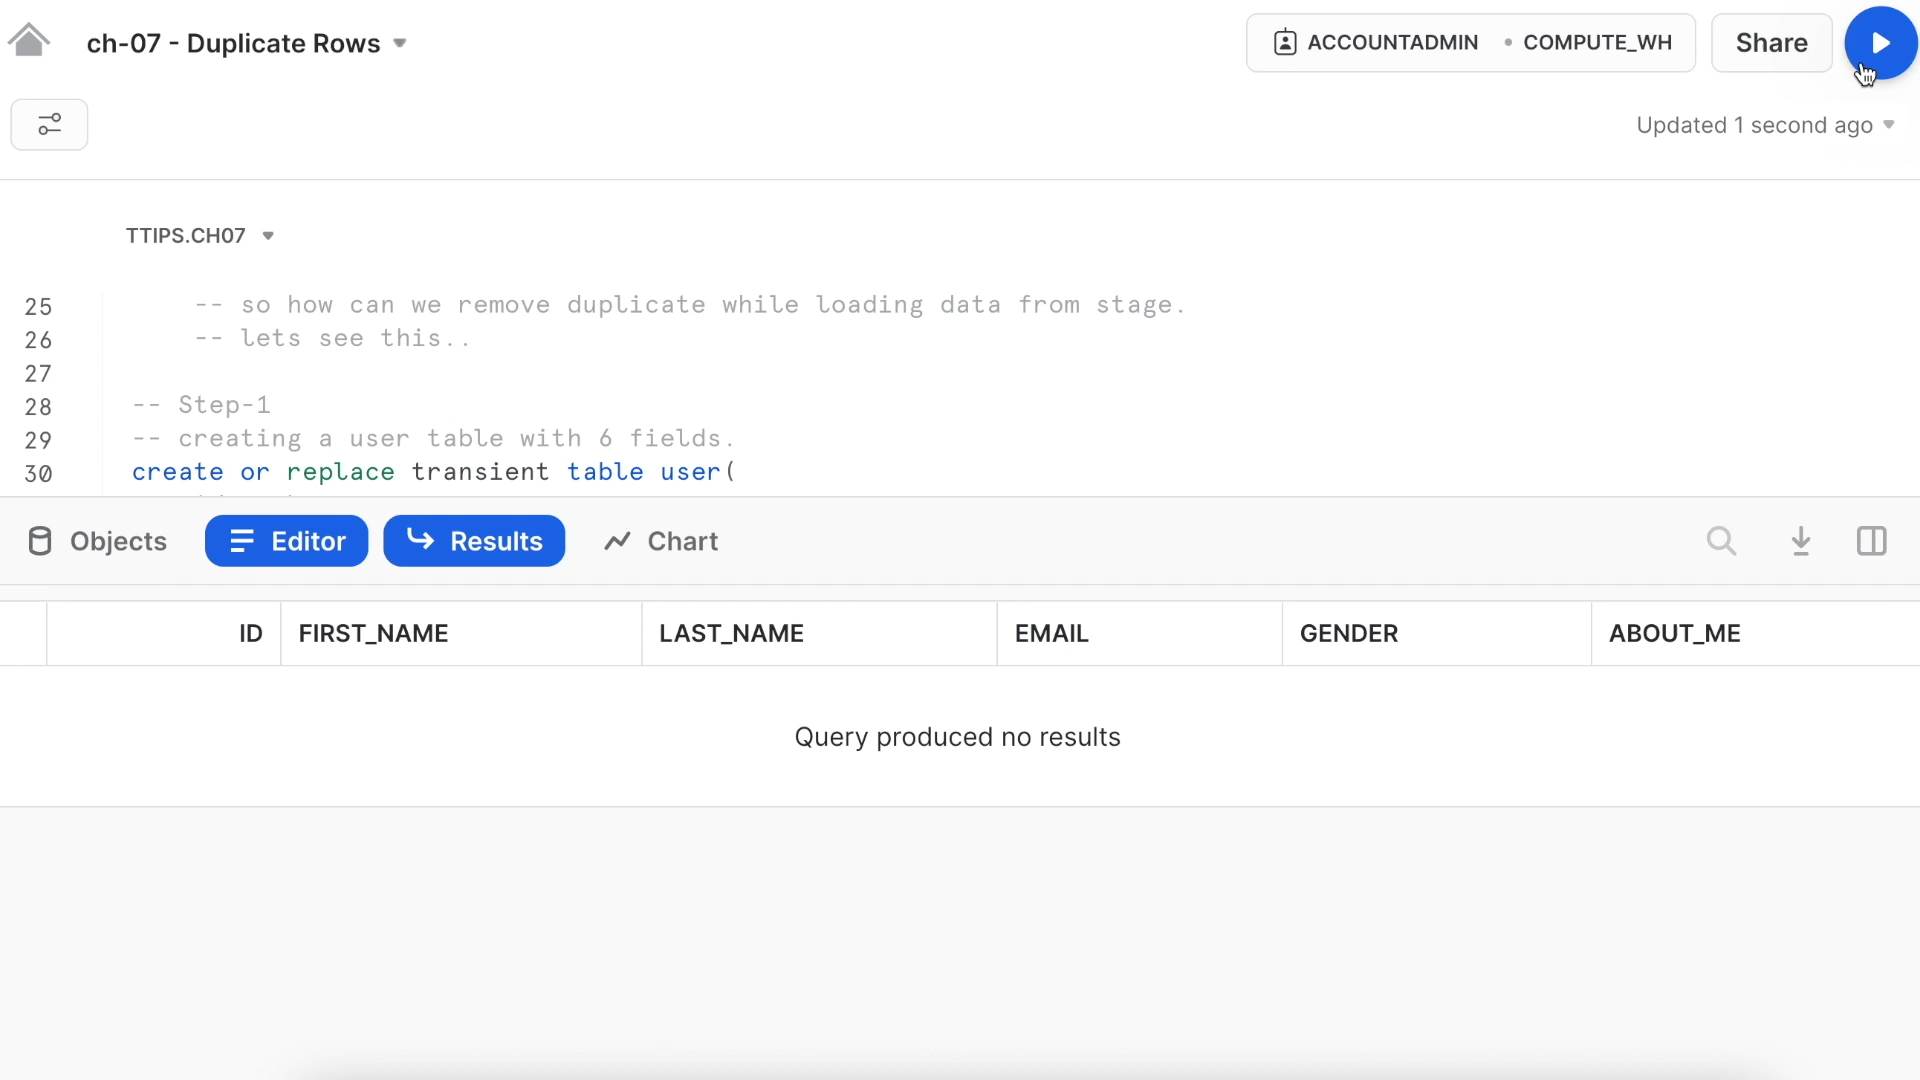 ch-07 - Duplicate Rows
ACCOUNTADMIN • COMPUTE_WH
Share
Updated 1 second ago
TTIPS.CH07
25 -- so how can we remove duplicate while loading data from stage.
26 -- lets see this..
27
28 -- Step-1
29 -- creating a user table with 6 fields.
30 create or replace transient table user(
Objects Editor Results Chart
ID FIRST_NAME LAST_NAME EMAIL GENDER ABOUT_ME
Query produced no results